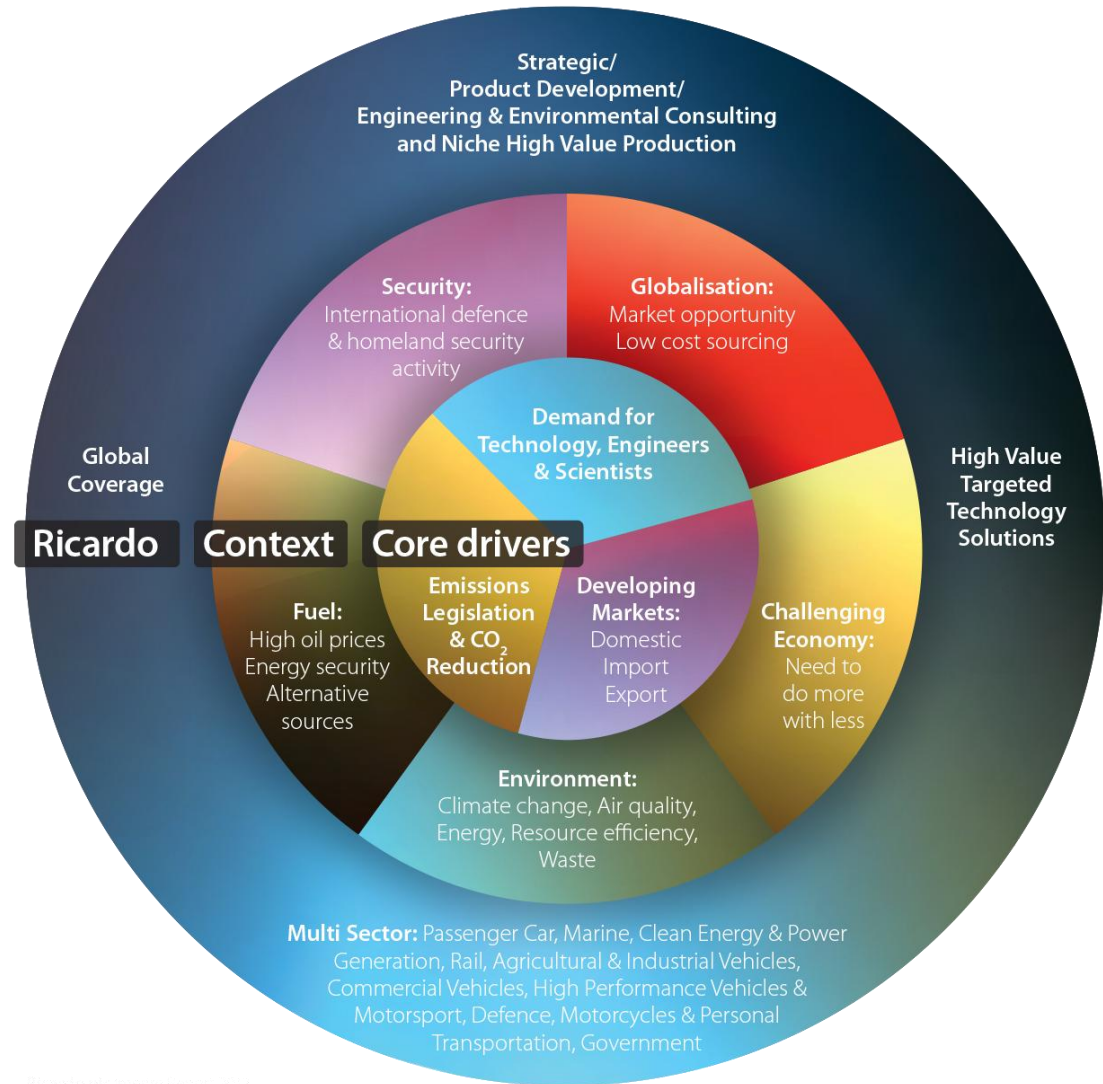 Strategic/
Product Development/
Engineering & Environmental Consulting
and Niche High Value Production
Security:
International defence
& homeland security
activity
Globalisation:
Market opportunity
Low cost sourcing
Demand for
Technology, Engineers
& Scientists
Global
Coverage
High Value
Targeted
Technology
Solutions
Ricardo
Context
Core drivers
Emissions
Legislation
& CO₂
Reduction
Developing
Markets:
Domestic
Import
Export
Fuel:
High oil prices
Energy security
Alternative
sources
Challenging
Economy:
Need to
do more
with less
Environment:
Climate change, Air quality,
Energy, Resource efficiency,
Waste
Multi Sector: Passenger Car, Marine, Clean Energy & Power
Generation, Rail, Agricultural & Industrial Vehicles,
Commercial Vehicles, High Performance Vehicles &
Motorsport, Defence, Motorcycles & Personal
Transportation, Government